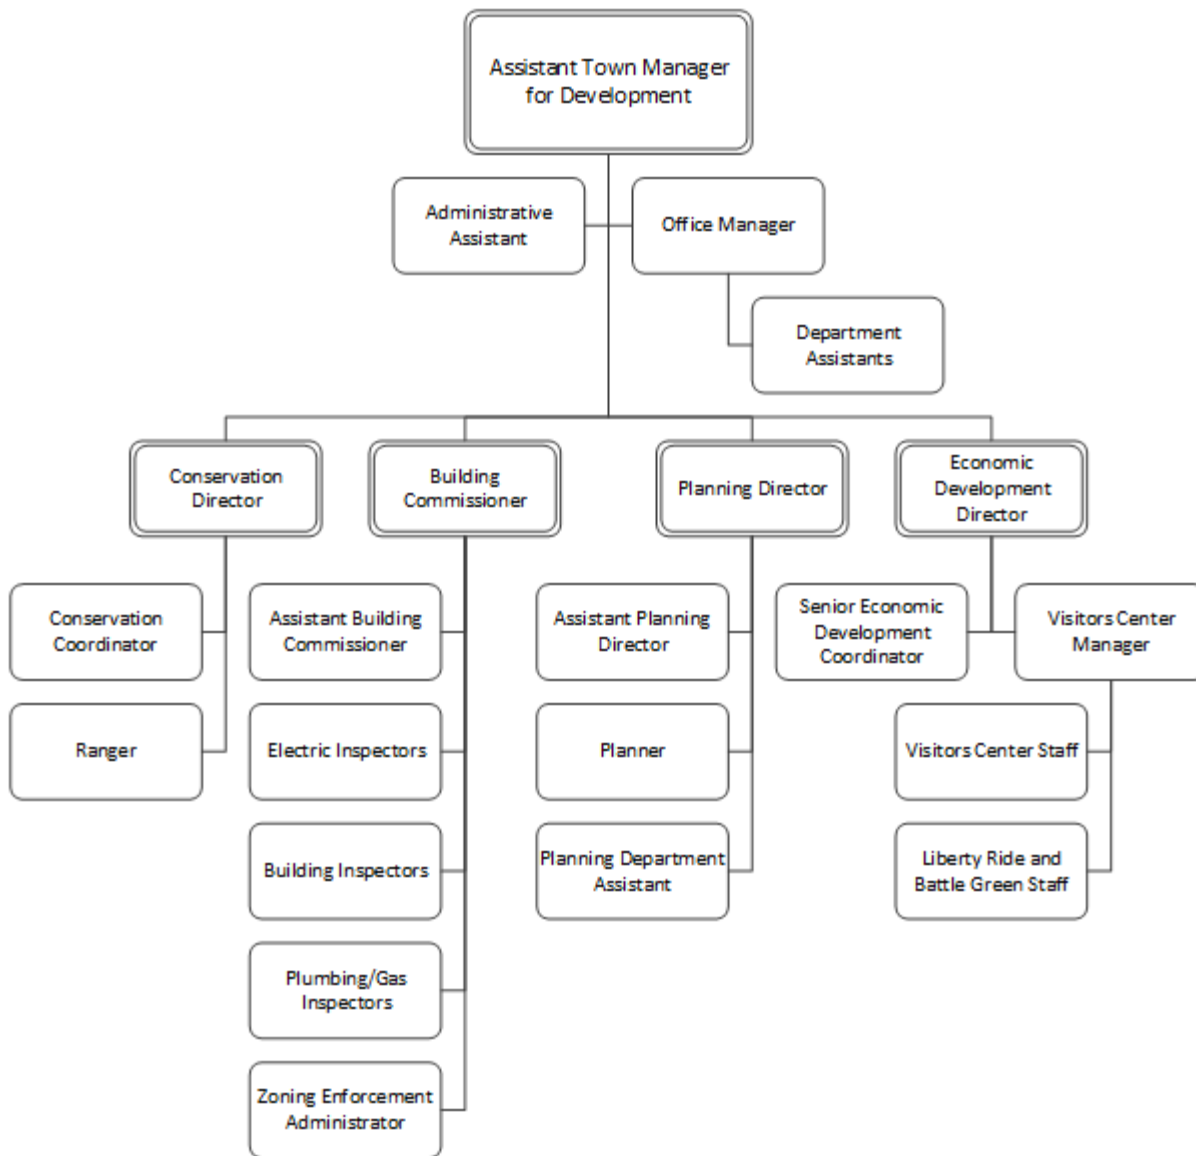 Assistant Town Manager
for Development
Administrative
Assistant
Office Manager
Department
Assistants
Conservation
Director
Building
Commissioner
Planning Director
Economic
Development
Director
Conservation
Coordinator
Assistant Building
Commissioner
Assistant Planning
Director
Senior Economic
Development
Coordinator
Visitors Center
Manager
Ranger
Electric Inspectors
Planner
Visitors Center Staff
Building Inspectors
Planning Department
Assistant
Liberty Ride and
Battle Green Staff
Plumbing/Gas
Inspectors
Zoning Enforcement
Administrator